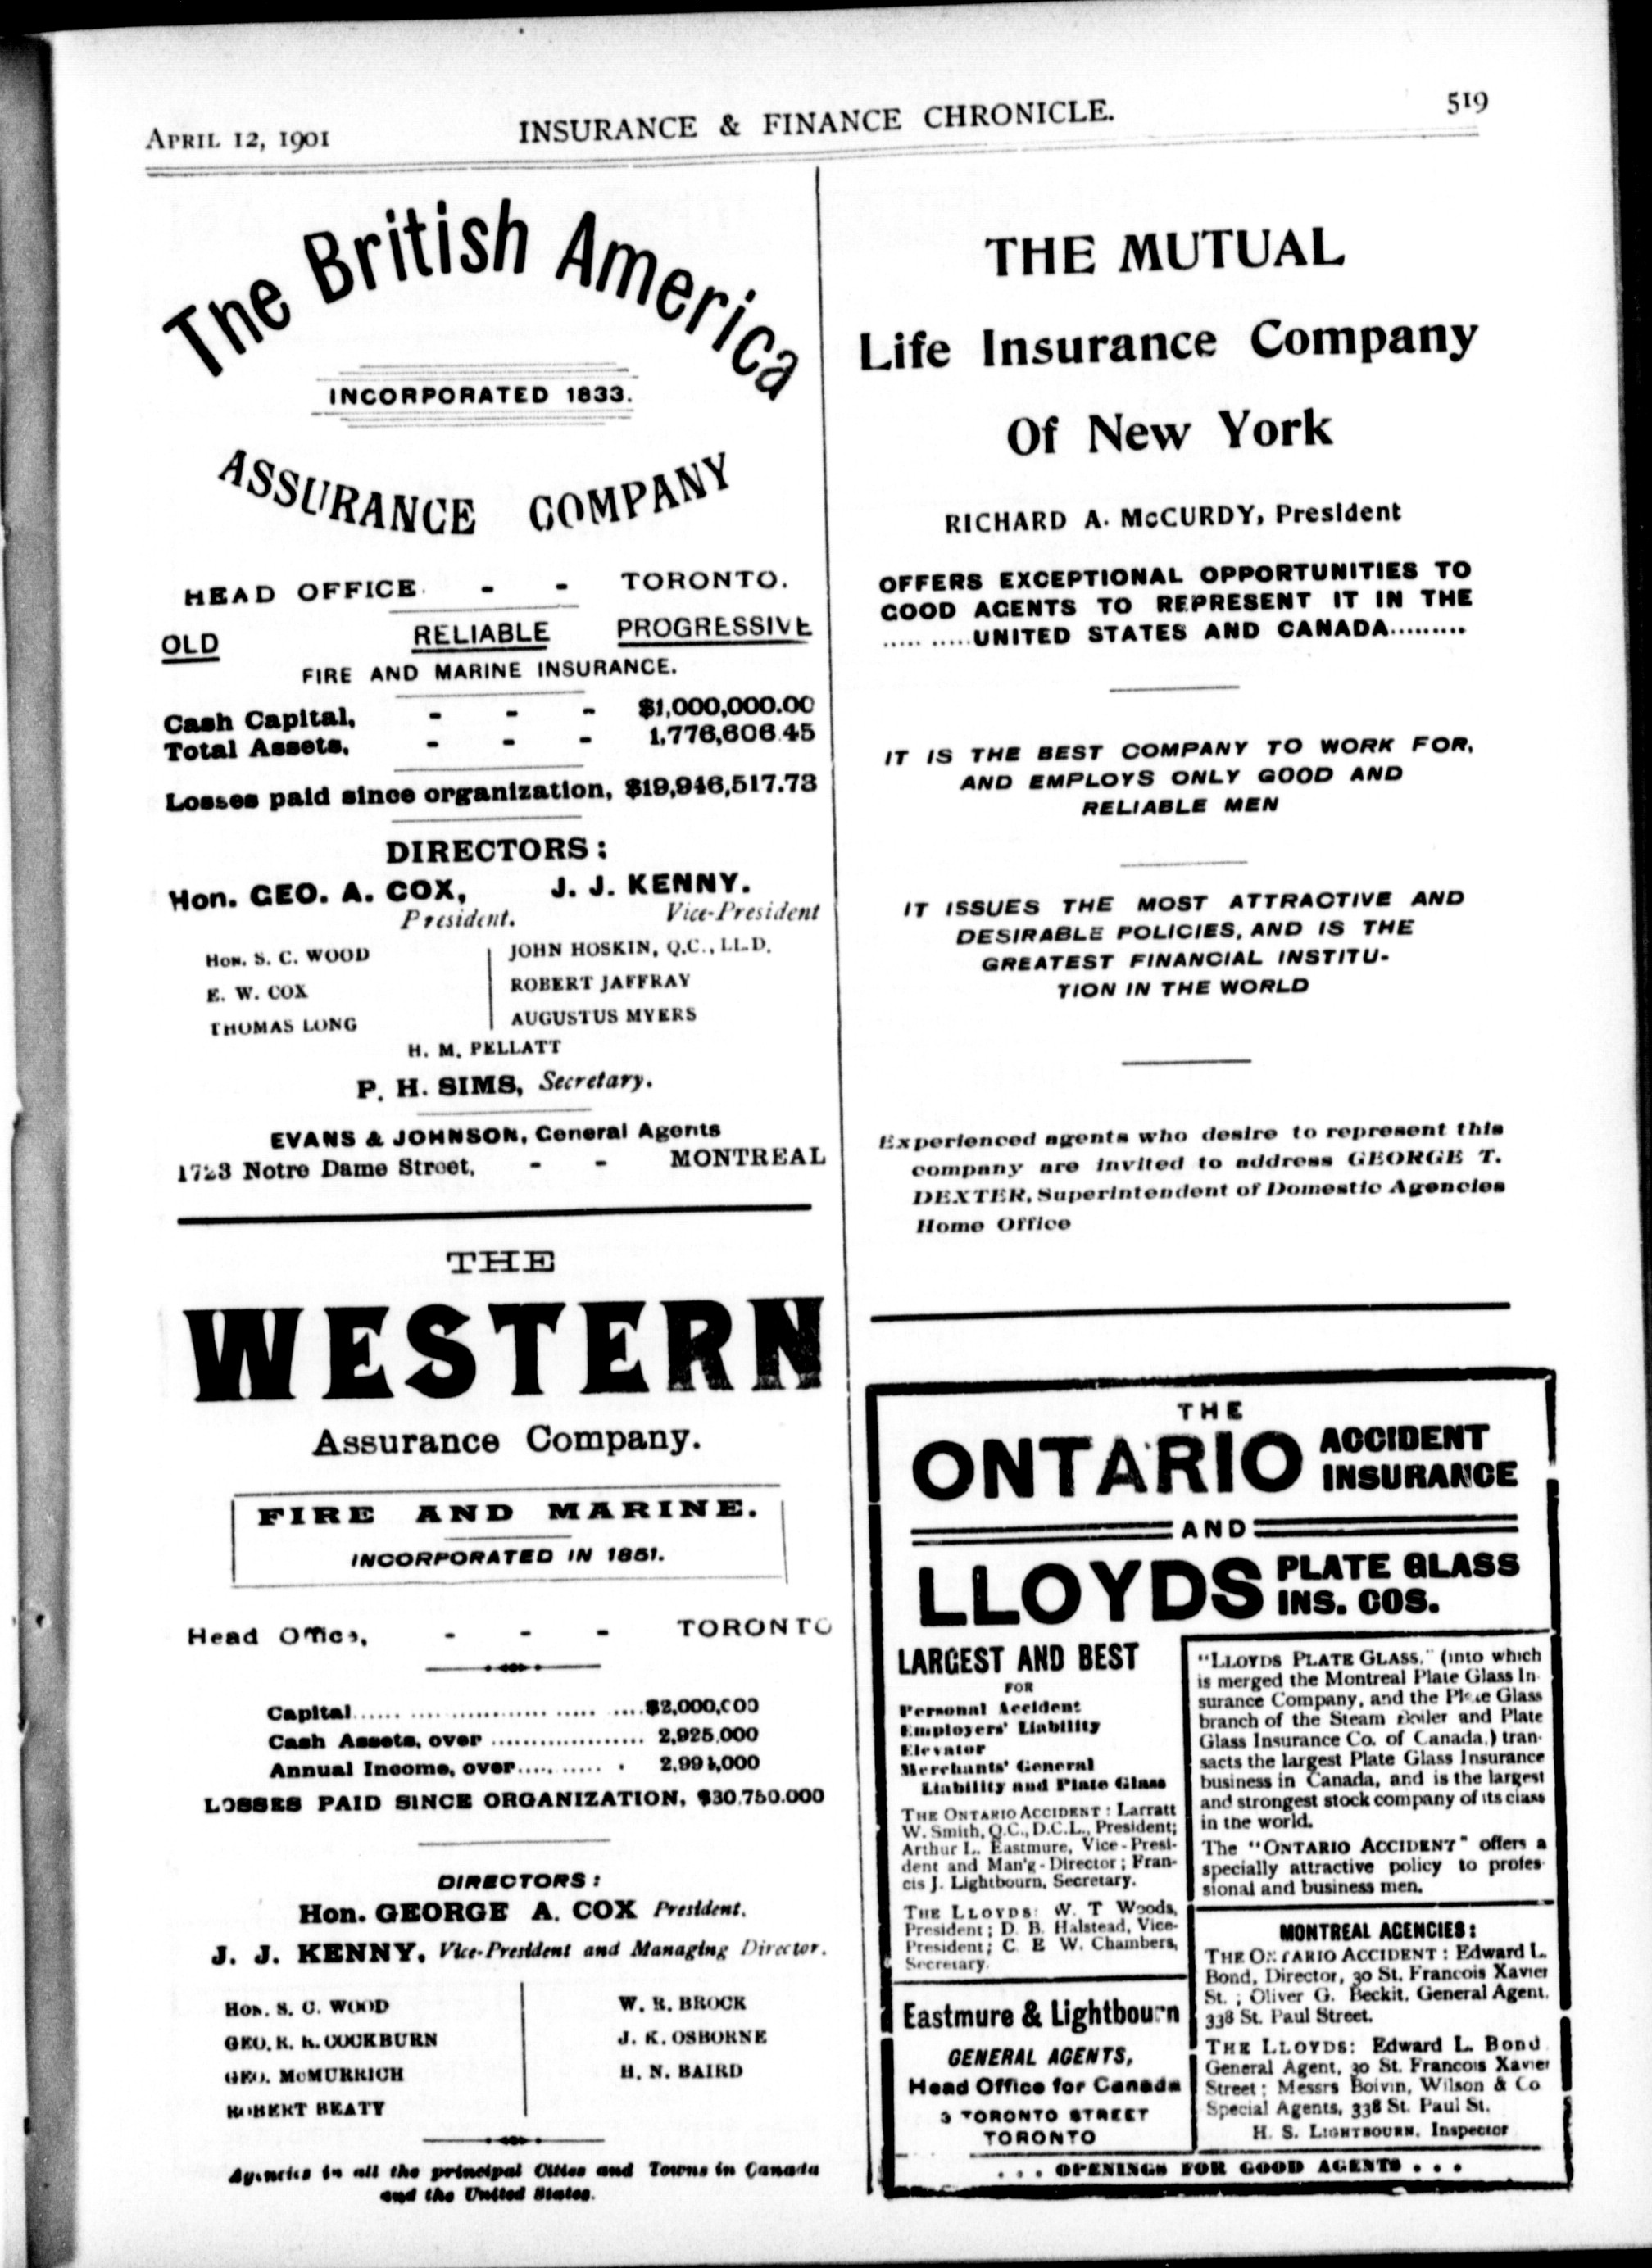 APRIL 12, 1901
INSURANCE & FINANCE CHRONICLE.
519
The British America
INCORPORATED 1833.
ASSURANCE COMPANY
HEAD OFFICE. - - TORONTO.
OLD RELIABLE PROGRESSIVE
FIRE AND MARINE INSURANCE.
Cash Capital, - - - $1,000,000.00
Total Assets, - - - 1,776,606.45
Losses paid since organization, $19,946,517.73
DIRECTORS :
Hon. GEO. A. COX, J. J. KENNY.
President. Vice-President
HON. S. C. WOOD JOHN HOSKIN, Q.C., LL.D.
E. W. COX ROBERT JAFFRAY
THOMAS LONG AUGUSTUS MYERS
H. M. PELLATT
P. H. SIMS, Secretary.
EVANS & JOHNSON, General Agents
1723 Notre Dame Street, - - MONTREAL
THE
WESTERN
Assurance Company.
FIRE AND MARINE.
INCORPORATED IN 1851.
Head Office, - - - TORONTO
Capital.....................................$2,000,000
Cash Assets, over ................... 2,925,000
Annual Income, over........... .
LOSSES PAID SINCE ORGANIZATION, $30.750.000
DIRECTORS :
Hon. GEORGE A. COX President.
J. J. KENNY, Vice-President and Managing Director.
HON. S. C. WOOD W. R. BROCK
GEO. R. R. COCKBURN J. K. OSBORNE
GEO. McMURRICH H. N. BAIRD
ROBERT BEATY
Agencies in all the principal Cities and Towns in Canada
and the United States.
THE MUTUAL
Life Insurance Company
Of New York
RICHARD A. McCURDY, President
OFFERS EXCEPTIONAL OPPORTUNITIES TO
GOOD AGENTS TO REPRESENT IT IN THE
..... .....UNITED STATES AND CANADA.........
IT IS THE BEST COMPANY TO WORK FOR,
AND EMPLOYS ONLY GOOD AND
RELIABLE MEN
IT ISSUES THE MOST ATTRACTIVE AND
DESIRABLE POLICIES, AND IS THE
GREATEST FINANCIAL INSTITU-
TION IN THE WORLD
Experienced agents who desire to represent this
company are invited to address GEORGE T.
DEXTER, Superintendent of Domestic Agencies
Home Office
THE
ONTARIO ACCIDENT
INSURANCE
AND
LLOYDS PLATE GLASS
INS. COS.
LARGEST AND BEST
FOR
Personal Accident
Employers' Liability
Elevator
Merchants' General
Liability and Plate Glass
THE ONTARIO ACCIDENT : Larratt
W. Smith, Q.C., D.C.L., President;
Arthur L. Eastmure, Vice-Presi-
dent and Man'g-Director ; Fran-
cis J. Lightbourn, Secretary.
THE LLOYDS: W. T Woods,
President ; D. B. Halstead, Vice-
President; C. E W. Chambers,
Secretary.
Eastmure & Lightbourn
GENERAL AGENTS,
Head Office for Canada
3 TORONTO STREET
TORONTO
"LLOYDS PLATE GLASS," (into which
is merged the Montreal Plate Glass In-
surance Company, and the Plate Glass
branch of the Steam Boiler and Plate
Glass Insurance Co. of Canada,) tran-
sacts the largest Plate Glass Insurance
business in Canada, and is the largest
and strongest stock company of its class
in the world.
The "ONTARIO ACCIDENT" offers a
specially attractive policy to profes-
sional and business men.
MONTREAL AGENCIES :
THE ONTARIO ACCIDENT : Edward L.
Bond, Director, 30 St. Francois Xavier
St. ; Oliver G. Beckit, General Agent,
338 St. Paul Street.
THE LLOYDS: Edward L. Bond
General Agent, 30 St. Francois Xavier
Street ; Messrs Boivin, Wilson & Co
Special Agents, 338 St. Paul St.
H. S. LIGHTBOURN, Inspector
. . . OPENINGS FOR GOOD AGENTS . . .